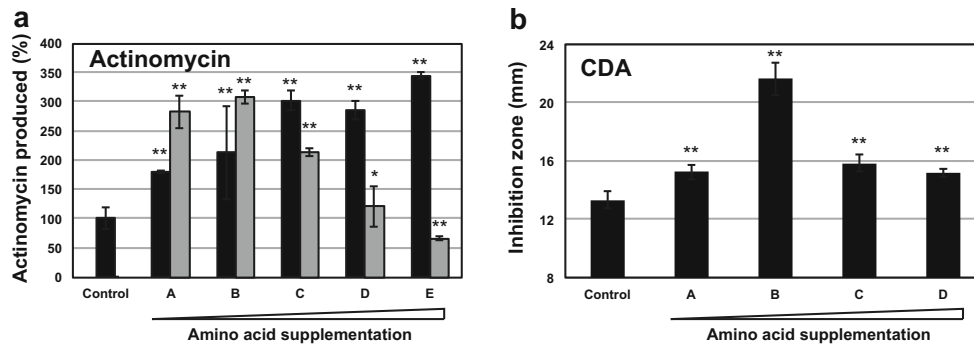 a
Actinomycin
Actinomycin produced (%)
400
350
300
250
200
150
100
50
0
** ** ** ** ** ** ** * ** **
Control A B C D E
Amino acid supplementation
b
CDA
Inhibition zone (mm)
24
20
16
12
8
** ** ** **
Control A B C D
Amino acid supplementation